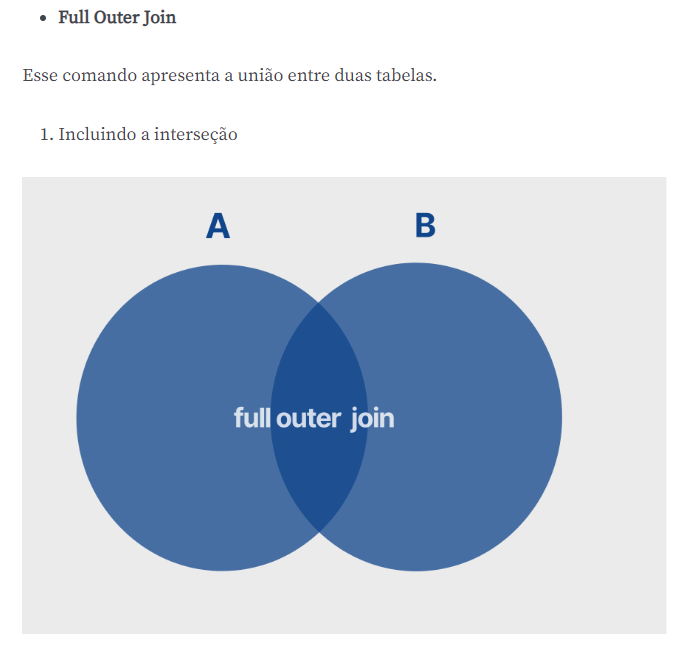 • Full Outer Join
Esse comando apresenta a união entre duas tabelas.
1. Incluindo a interseção
A B
full outer join